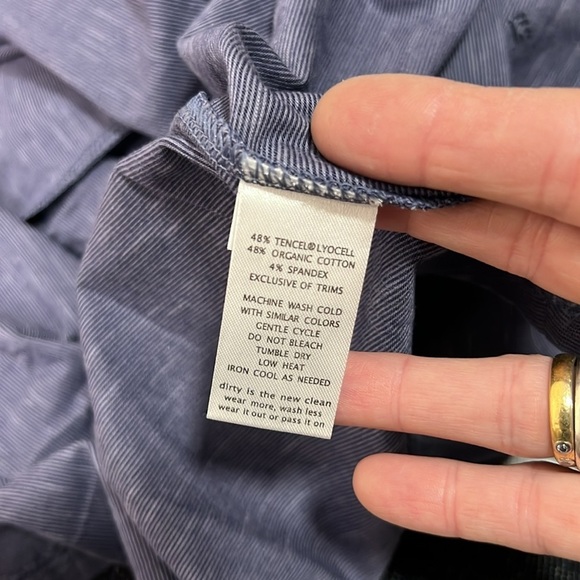 48% TENCEL®LYOCELL
48% ORGANIC COTTON
4% SPANDEX
EXCLUSIVE OF TRIMS
MACHINE WASH COLD
WITH SIMILAR COLORS
GENTLE CYCLE
DO NOT BLEACH
TUMBLE DRY
LOW HEAT
IRON COOL AS NEEDED
dirty is the new clean
wear more, wash less
wear it out or pass it on